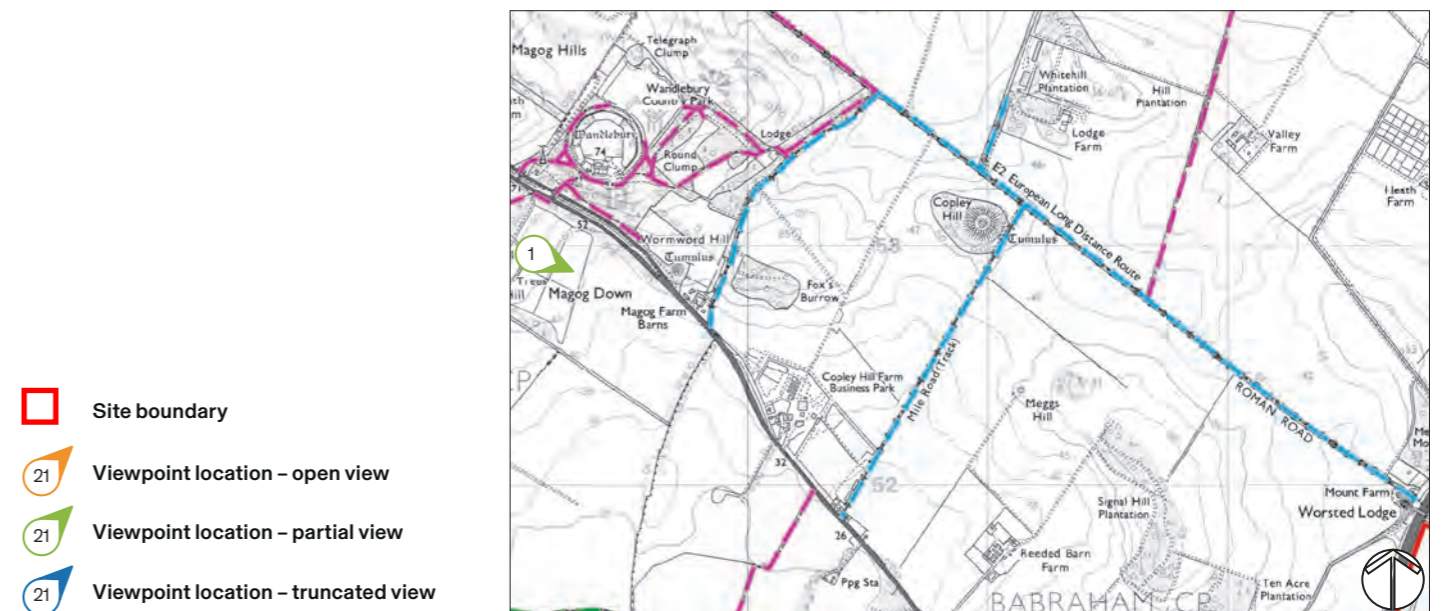 Site boundary
21
Viewpoint location – open view
21
Viewpoint location – partial view
21
Viewpoint location – truncated view
Magog Hills
Telegraph
Clump
Wandlebury
Country Park
Wandlebury
74
Lodge
Round
Clump
52
Wormwood Hill
Tumulus
1
Magog Down
Magog Farm
Barns
Fox's
Burrow
Whitehill
Plantation
Hill
Plantation
Lodge
Farm
Valley
Farm
Heath
Farm
E2 European Long Distance Route
Copley
Hill
Tumulus
53
Copley Hill Farm
Business Park
Mile Road (Track)
Meggs
Hill
ROMAN ROAD
32
52
Signal Hill
Plantation
Mount Farm
Worsted Lodge
26
Ppg Sta
Reeded Barn
Farm
Ten Acre
Plantation
BABRAHAM CP